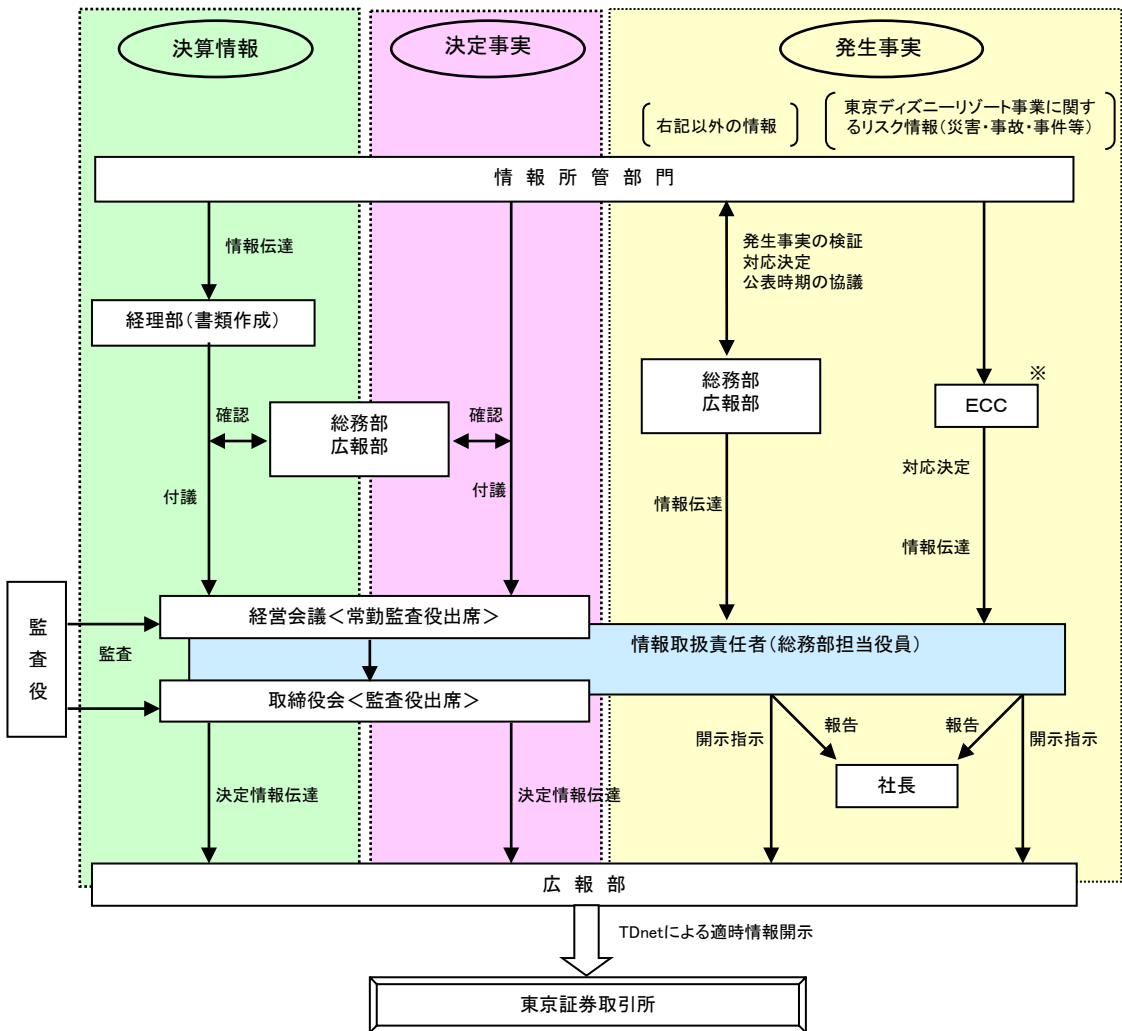 決算情報
決定事実
発生事実
右記以外の情報
東京ディズニーリゾート事業に関す
るリスク情報(災害・事故・事件等)
情報所管部門
情報伝達
発生事実の検証
対応決定
公表時期の協議
経理部(書類作成)
総務部
広報部
※
ECC
確認
総務部
広報部
確認
対応決定
付議
付議
情報伝達
情報伝達
監査役
経営会議<常勤監査役出席>
情報取扱責任者(総務部担当役員)
監査
取締役会<監査役出席>
開示指示
報告
報告
開示指示
社長
決定情報伝達
決定情報伝達
広報部
TDnetによる適時情報開示
東京証券取引所